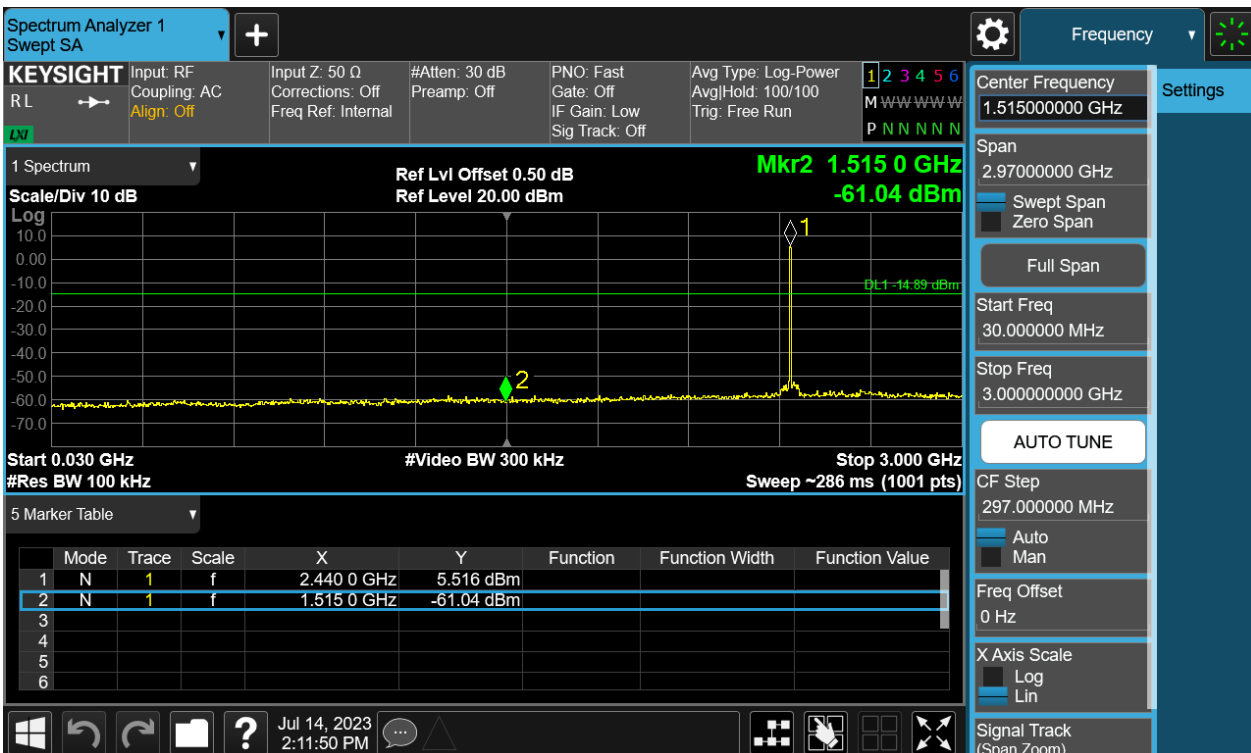 Spectrum Analyzer 1
Swept SA
Frequency
KEYSIGHT
R L
LXI
Input: RF
Coupling: AC
Align: Off
Input Z: 50 Ω
Corrections: Off
Freq Ref: Internal
#Atten: 30 dB
Preamp: Off
PNO: Fast
Gate: Off
IF Gain: Low
Sig Track: Off
Avg Type: Log-Power
Avg|Hold: 100/100
Trig: Free Run
1 2 3 4 5 6
M W W W W W
P N N N N N
1 Spectrum
Scale/Div 10 dB
Ref Lvl Offset 0.50 dB
Ref Level 20.00 dBm
Mkr2 1.515 0 GHz
-61.04 dBm
Log
10.0
0.00
-10.0
-20.0
-30.0
-40.0
-50.0
-60.0
-70.0
1
DL1 -14.89 dBm
2
Start 0.030 GHz
#Res BW 100 kHz
#Video BW 300 kHz
Stop 3.000 GHz
Sweep ~286 ms (1001 pts)
5 Marker Table
Mode Trace Scale X Y Function Function Width Function Value
1 N 1 f 2.440 0 GHz 5.516 dBm
2 N 1 f 1.515 0 GHz -61.04 dBm
3
4
5
6
Center Frequency
1.515000000 GHz
Settings
Span
2.97000000 GHz
Swept Span
Zero Span
Full Span
Start Freq
30.000000 MHz
Stop Freq
3.000000000 GHz
AUTO TUNE
CF Step
297.000000 MHz
Auto
Man
Freq Offset
0 Hz
X Axis Scale
Log
Lin
Signal Track
(Span Zoom)
?
Jul 14, 2023
2:11:50 PM